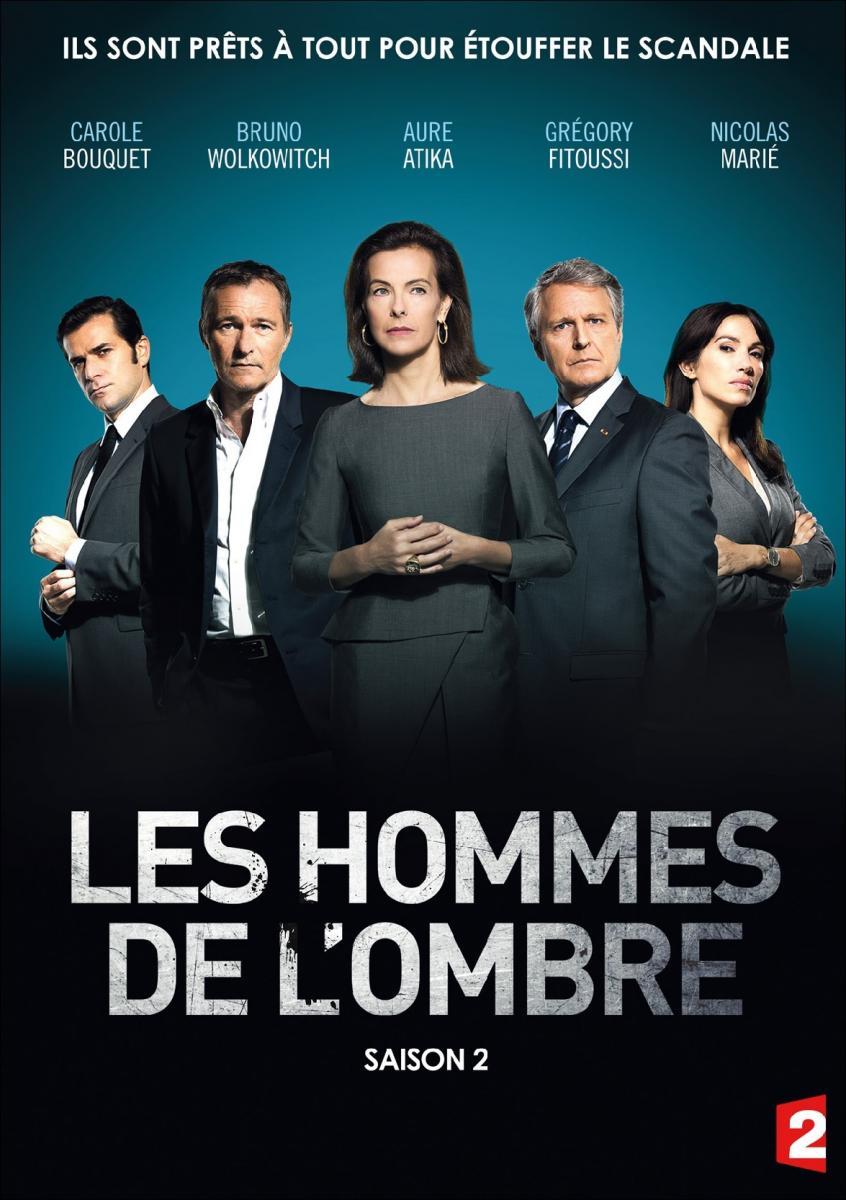 ILS SONT PRÊTS À TOUT POUR ÉTOUFFER LE SCANDALE
CAROLE BOUQUET
BRUNO WOLKOWITCH
AURE ATIKA
GRÉGORY FITOUSSI
NICOLAS MARIÉ
LES HOMMES
DE L'OMBRE
SAISON 2
2